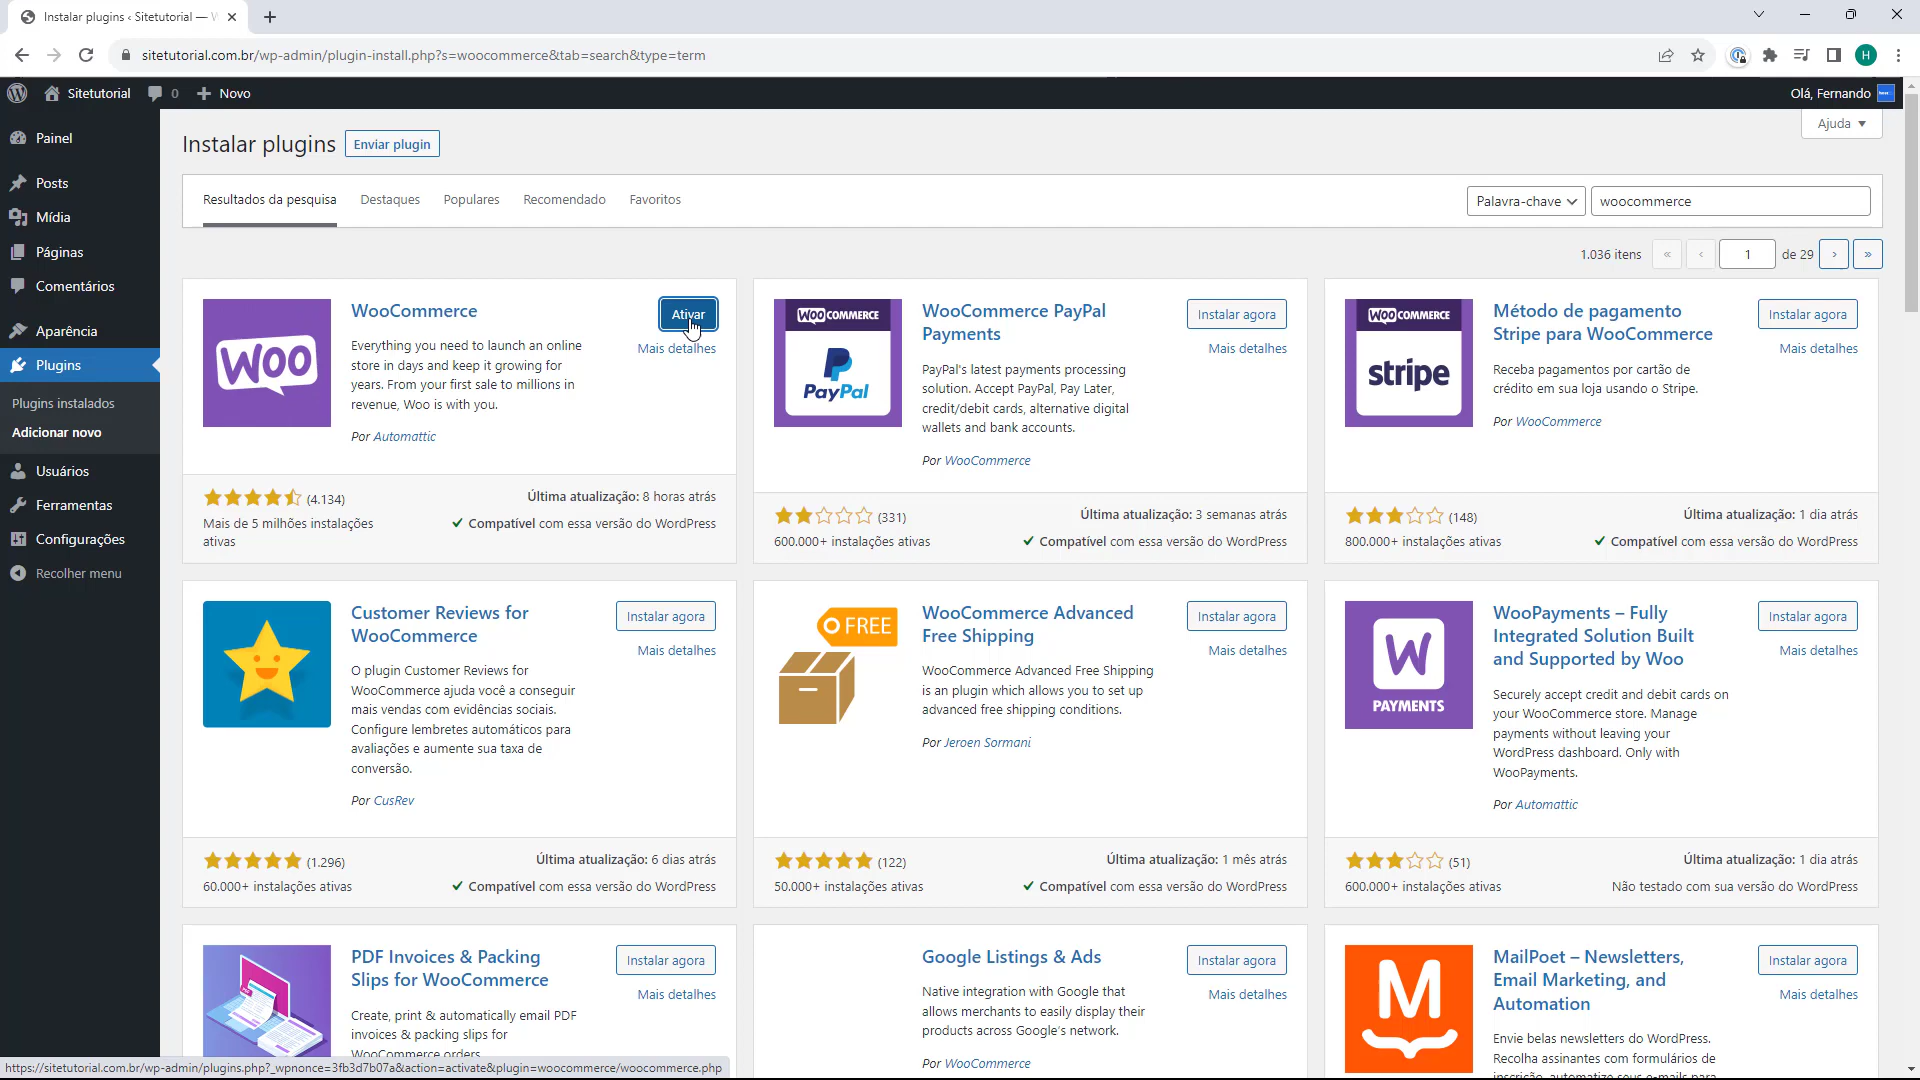 Instalar plugins ‹ Sitetutorial — W
sitetutorial.com.br/wp-admin/plugin-install.php?s=woocommerce&tab=search&type=term
H
Sitetutorial
0
Novo
Olá, Fernando
Painel
Posts
Mídia
Páginas
Comentários
Aparência
Plugins
Plugins instalados
Adicionar novo
Usuários
Ferramentas
Configurações
Recolher menu
Ajuda
Instalar plugins
Enviar plugin
Resultados da pesquisa
Destaques
Populares
Recomendado
Favoritos
Palavra-chave
woocommerce
1.036 itens
«
‹
1
de 29
›
»
WOO
WooCommerce
Ativar
Mais detalhes
Everything you need to launch an online
store in days and keep it growing for
years. From your first sale to millions in
revenue, Woo is with you.
Por Automattic
(4.134)
Mais de 5 milhões instalações
ativas
Última atualização: 8 horas atrás
Compatível com essa versão do WordPress
WOO COMMERCE
PayPal
WooCommerce PayPal
Payments
Instalar agora
Mais detalhes
PayPal's latest payments processing
solution. Accept PayPal, Pay Later,
credit/debit cards, alternative digital
wallets and bank accounts.
Por WooCommerce
(331)
600.000+ instalações ativas
Última atualização: 3 semanas atrás
Compatível com essa versão do WordPress
WOO COMMERCE
stripe
Método de pagamento
Stripe para WooCommerce
Instalar agora
Mais detalhes
Receba pagamentos por cartão de
crédito em sua loja usando o Stripe.
Por WooCommerce
(148)
800.000+ instalações ativas
Última atualização: 1 dia atrás
Compatível com essa versão do WordPress
Customer Reviews for
WooCommerce
Instalar agora
Mais detalhes
O plugin Customer Reviews for
WooCommerce ajuda você a conseguir
mais vendas com evidências sociais.
Configure lembretes automáticos para
avaliações e aumente sua taxa de
conversão.
Por CusRev
(1.296)
60.000+ instalações ativas
Última atualização: 6 dias atrás
Compatível com essa versão do WordPress
FREE
WooCommerce Advanced
Free Shipping
Instalar agora
Mais detalhes
WooCommerce Advanced Free Shipping
is an plugin which allows you to set up
advanced free shipping conditions.
Por Jeroen Sormani
(122)
50.000+ instalações ativas
Última atualização: 1 mês atrás
Compatível com essa versão do WordPress
W
PAYMENTS
WooPayments – Fully
Integrated Solution Built
and Supported by Woo
Instalar agora
Mais detalhes
Securely accept credit and debit cards on
your WooCommerce store. Manage
payments without leaving your
WordPress dashboard. Only with
WooPayments.
Por Automattic
(51)
600.000+ instalações ativas
Última atualização: 1 dia atrás
Não testado com sua versão do WordPress
PDF Invoices & Packing
Slips for WooCommerce
Instalar agora
Mais detalhes
Create, print & automatically email PDF
invoices & packing slips for
WooCommerce orders.
Google Listings & Ads
Instalar agora
Mais detalhes
Native integration with Google that
allows merchants to easily display their
products across Google's network.
Por WooCommerce
M
MailPoet – Newsletters,
Email Marketing, and
Automation
Instalar agora
Mais detalhes
Envie belas newsletters do WordPress.
Recolha assinantes com formulários de
inscrição, automatize seus e-mails para
https://sitetutorial.com.br/wp-admin/plugins.php?_wpnonce=3fb3d7b07a&action=activate&plugin=woocommerce/woocommerce.php